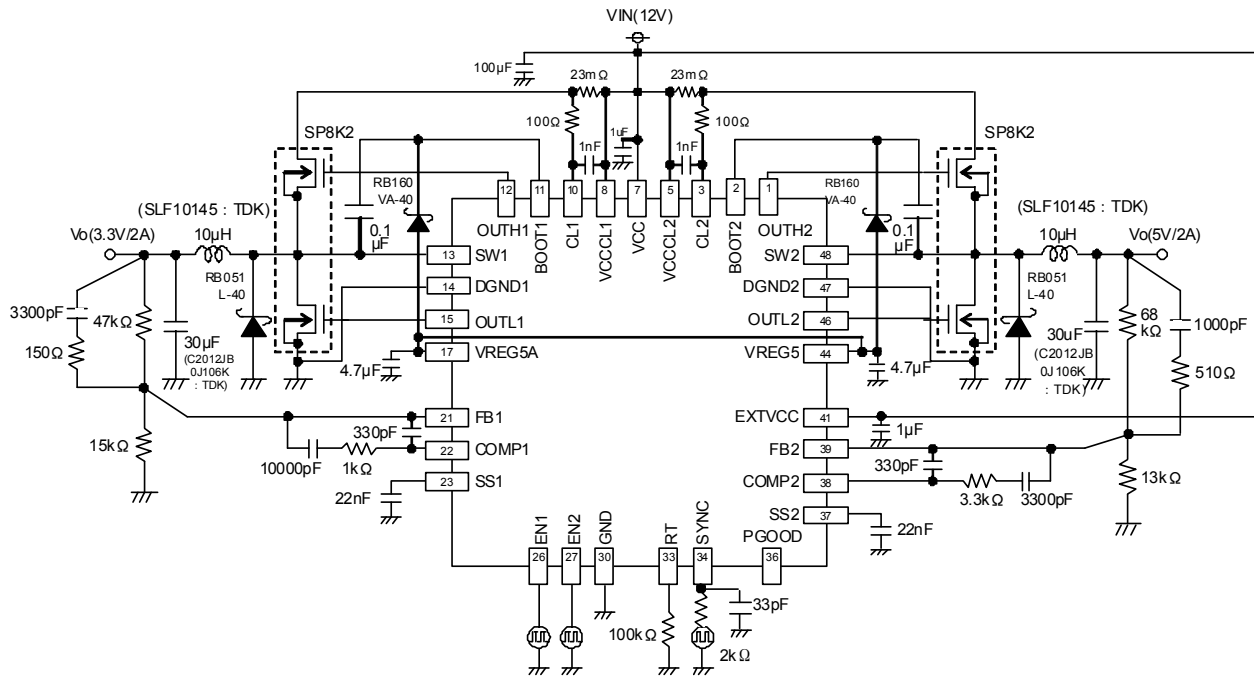 VIN(12V)
100µF
23mΩ
23mΩ
SP8K2
100Ω
1nF
1uF
1nF
100Ω
SP8K2
RB160
VA-40
12
11
10
8
7
5
3
2
1
RB160
VA-40
(SLF10145 : TDK)
0.1
µF
OUTH1
BOOT1
CL1
VCCCL1
VCC
VCCCL2
CL2
BOOT2
OUTH2
0.1
µF
(SLF10145 : TDK)
Vo(3.3V/2A)
10µH
13
SW1
SW2
48
10µH
Vo(5V/2A)
RB051
L-40
14
DGND1
DGND2
47
RB051
L-40
3300pF
47kΩ
15
OUTL1
OUTL2
46
68
kΩ
1000pF
150Ω
30µF
(C2012JB
0J106K
: TDK)
4.7µF
17
VREG5A
VREG5
44
4.7µF
30uF
(C2012JB
0J106K
: TDK)
510Ω
15kΩ
21
FB1
EXTVCC
41
1µF
330pF
10000pF
1kΩ
22
COMP1
FB2
39
330pF
13kΩ
23
SS1
COMP2
38
3.3kΩ
3300pF
22nF
SS2
37
22nF
EN1
EN2
GND
RT
SYNC
PGOOD
26
27
30
33
34
36
33pF
100kΩ
2kΩ